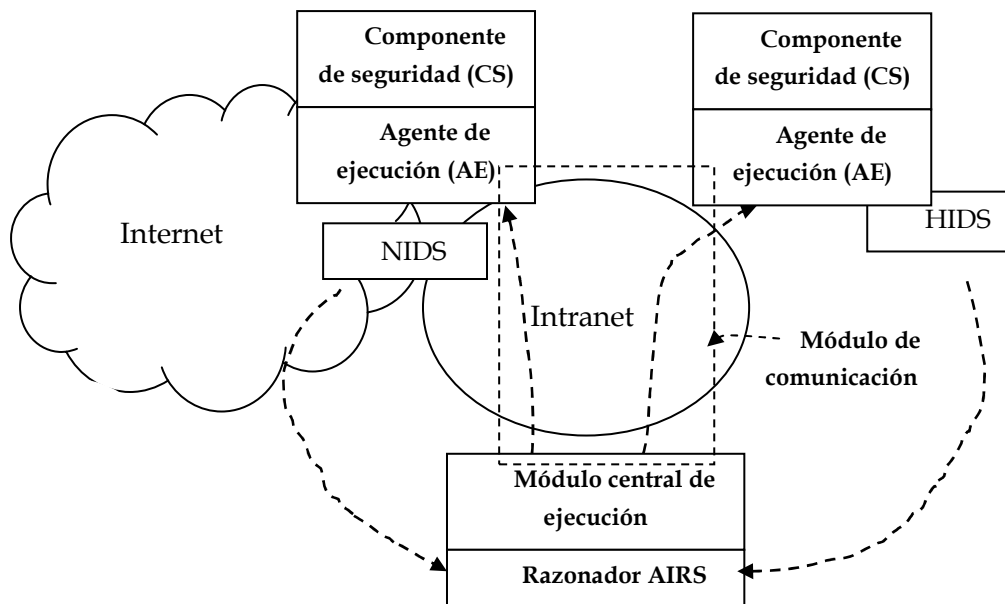 Componente
de seguridad (CS)
Agente de
ejecución (AE)
Componente
de seguridad (CS)
Agente de
ejecución (AE)
Internet
NIDS
HIDS
Intranet
Módulo de
comunicación
Módulo central de
ejecución
Razonador AIRS